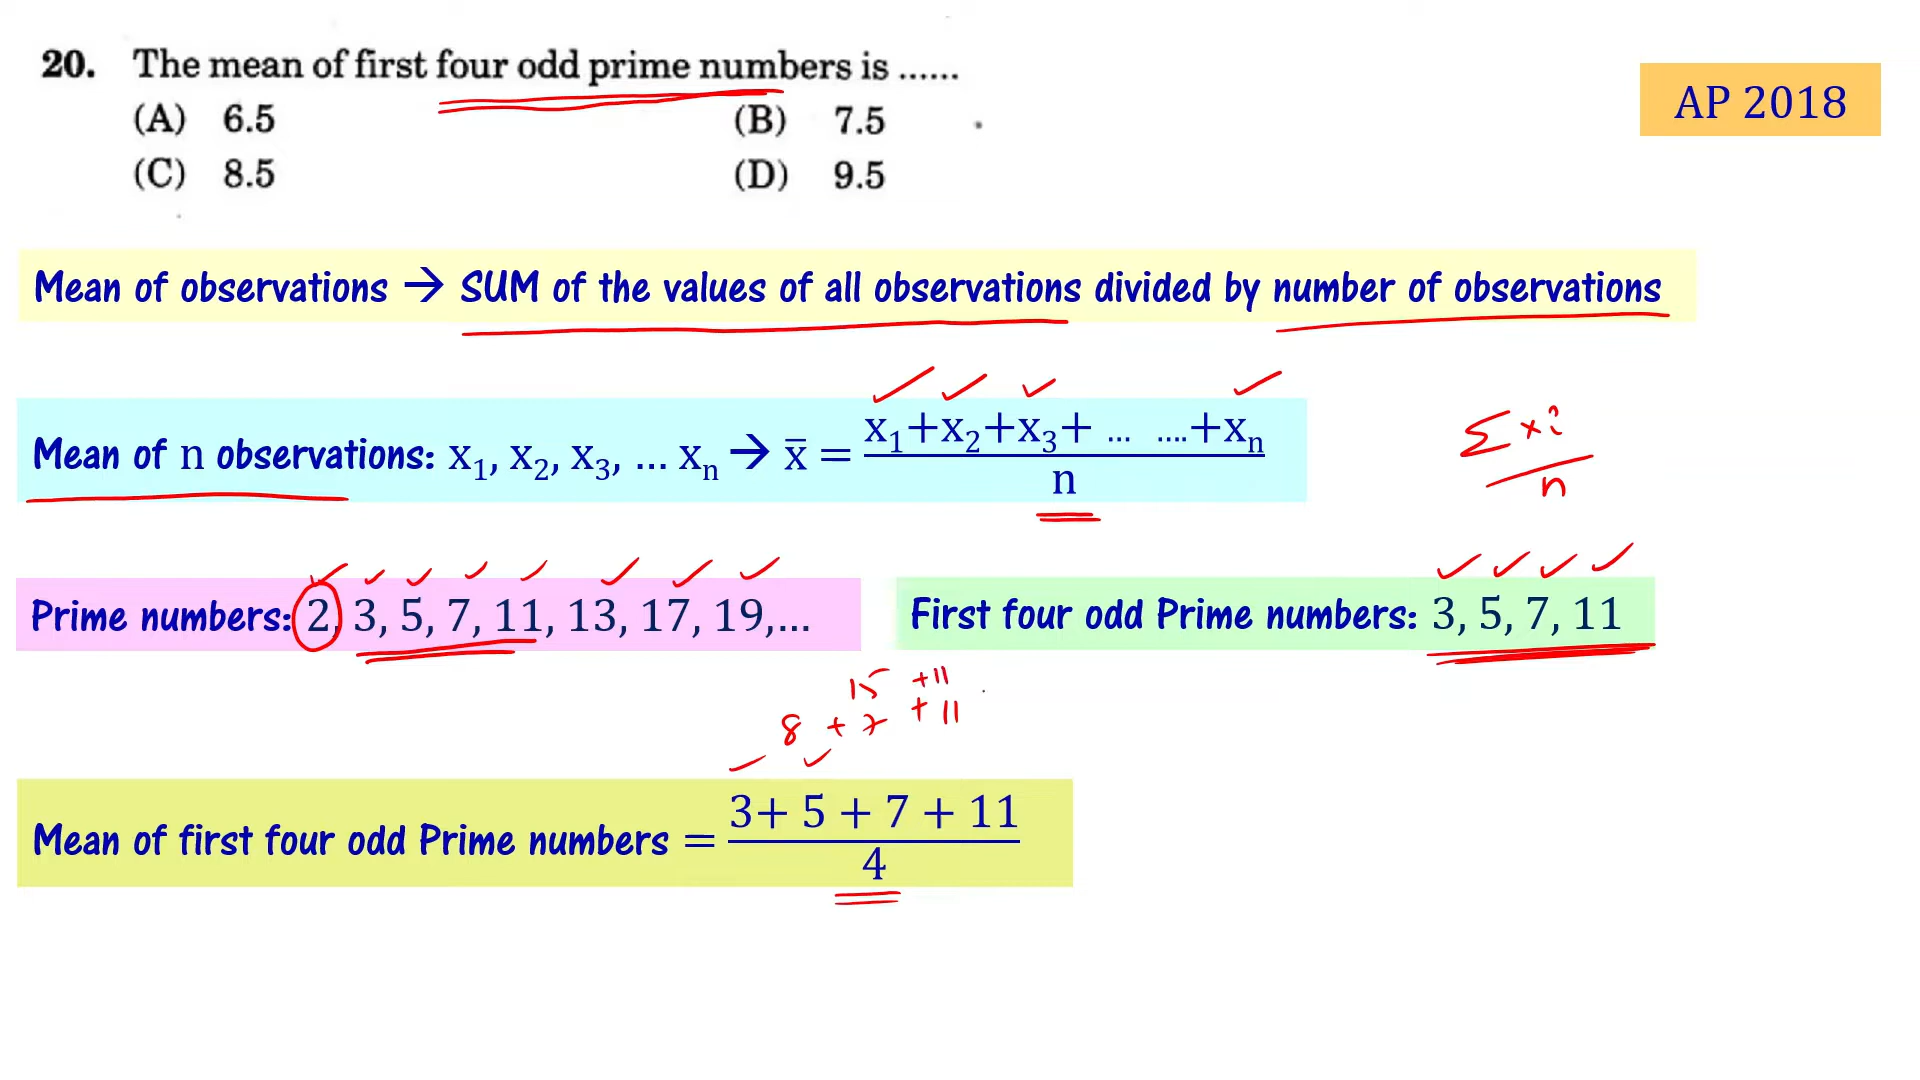 20. The mean of first four odd prime numbers is ......
(A) 6.5 (B) 7.5
(C) 8.5 (D) 9.5
AP 2018
Mean of observations → SUM of the values of all observations divided by number of observations
Mean of n observations: x₁, x₂, x₃, ... xₙ → x̄ = x₁+x₂+x₃+ ... ....+xₙ
n
Σ xi
n
Prime numbers: 2, 3, 5, 7, 11, 13, 17, 19,...
First four odd Prime numbers: 3, 5, 7, 11
15 +11
8 + 7 + 11
Mean of first four odd Prime numbers = 3+ 5 + 7 + 11
4